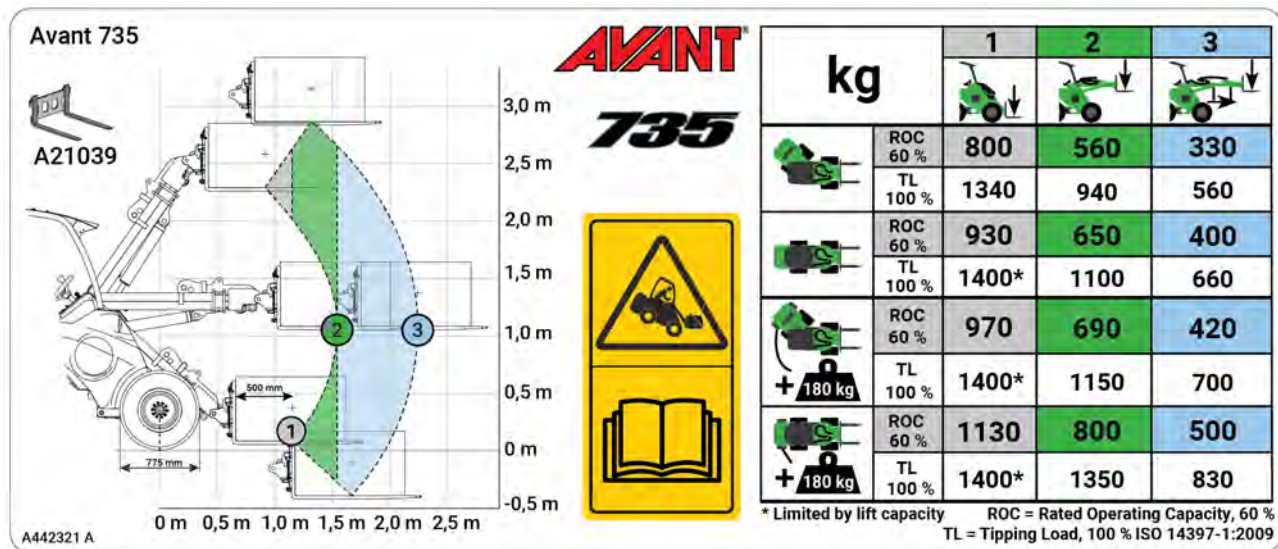 Avant 735
A21039
3,0 m
2,5 m
2,0 m
1,5 m
1,0 m
0,5 m
0 m
-0,5 m
2
3
500 mm
1
775 mm
0 m 0,5 m 1,0 m 1,5 m 2,0 m 2,5 m
A442321 A
AVANT®
735
kg 1 2 3
ROC 60 % 800 560 330
TL 100 % 1340 940 560
ROC 60 % 930 650 400
TL 100 % 1400* 1100 660
ROC 60 % 970 690 420
+ 180 kg TL 100 % 1400* 1150 700
ROC 60 % 1130 800 500
+ 180 kg TL 100 % 1400* 1350 830
* Limited by lift capacity ROC = Rated Operating Capacity, 60 %
TL = Tipping Load, 100 % ISO 14397-1:2009